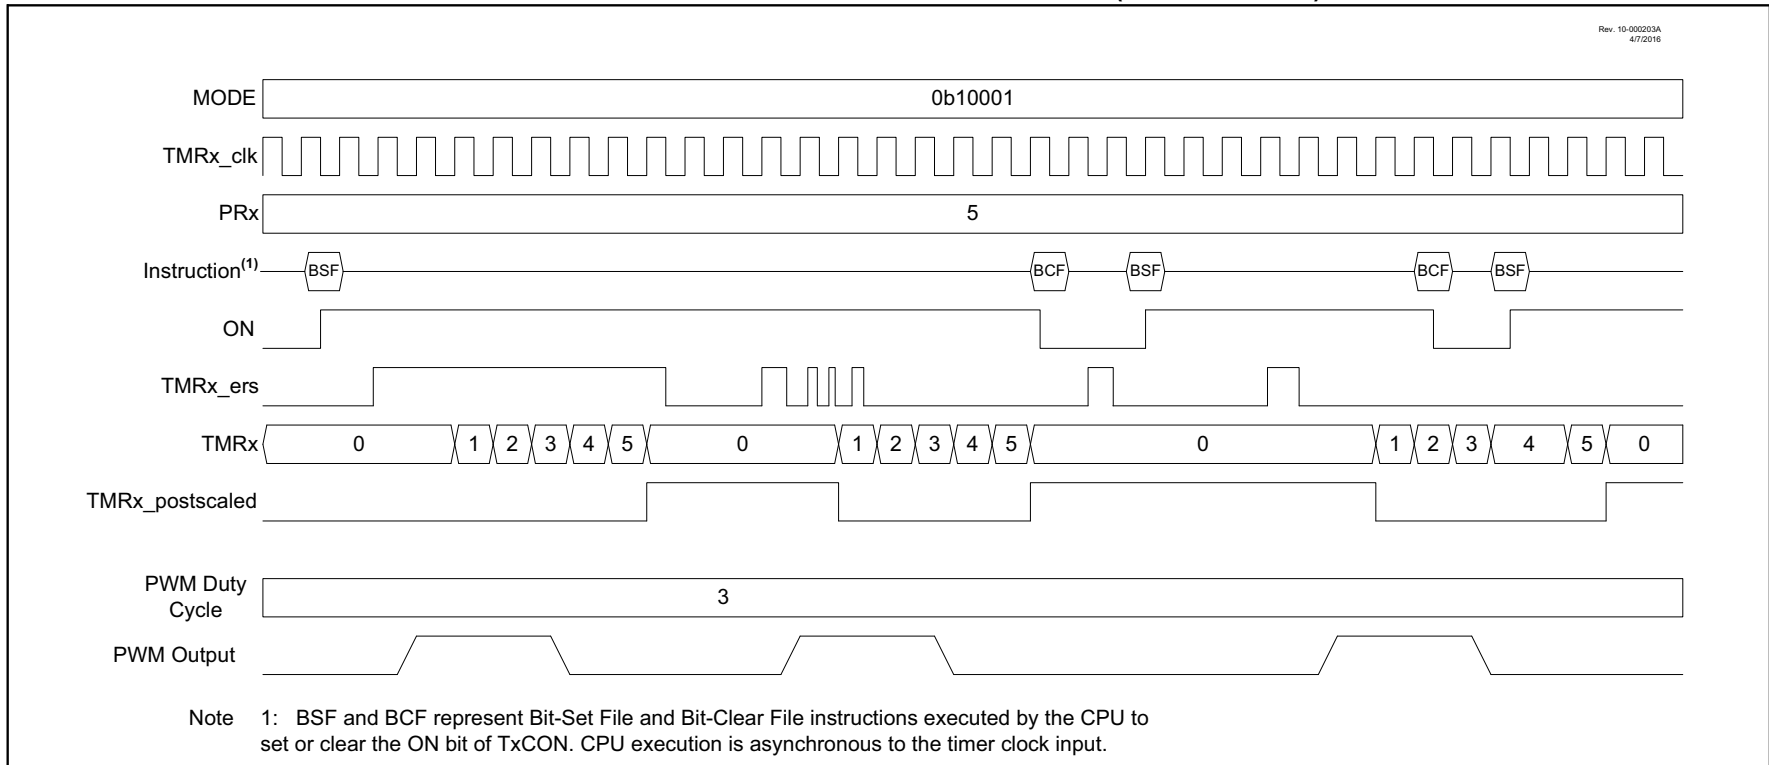 Rev. 10-000203A
4/7/2016
MODE 0b10001
TMRx_clk
PRx 5
Instruction(1) BSF BCF BSF BCF BSF
ON
TMRx_ers
TMRx 0 1 2 3 4 5 0 1 2 3 4 5 0 1 2 3 4 5 0
TMRx_postscaled
PWM Duty
Cycle 3
PWM Output
Note 1: BSF and BCF represent Bit-Set File and Bit-Clear File instructions executed by the CPU to
set or clear the ON bit of TxCON. CPU execution is asynchronous to the timer clock input.